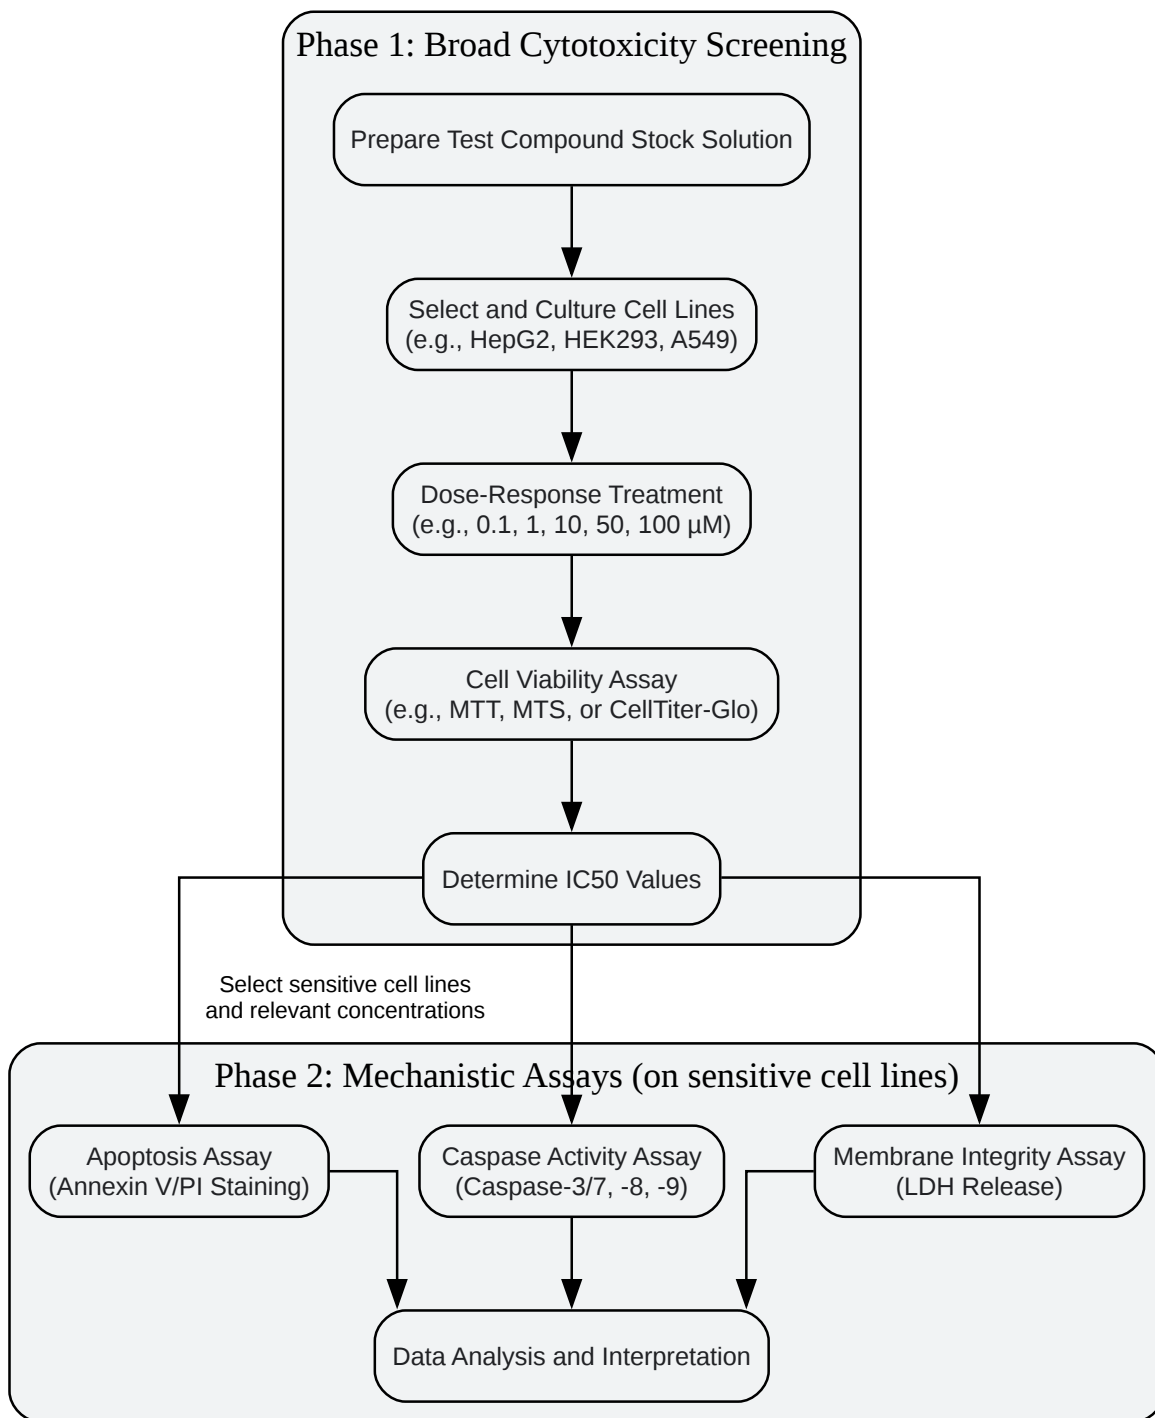 Phase 1: Broad Cytotoxicity Screening
Prepare Test Compound Stock Solution
Select and Culture Cell Lines
(e.g., HepG2, HEK293, A549)
Dose-Response Treatment
(e.g., 0.1, 1, 10, 50, 100 µM)
Cell Viability Assay
(e.g., MTT, MTS, or CellTiter-Glo)
Determine IC50 Values
Select sensitive cell lines
and relevant concentrations
Phase 2: Mechanistic Assays (on sensitive cell lines)
Apoptosis Assay
(Annexin V/PI Staining)
Caspase Activity Assay
(Caspase-3/7, -8, -9)
Membrane Integrity Assay
(LDH Release)
Data Analysis and Interpretation